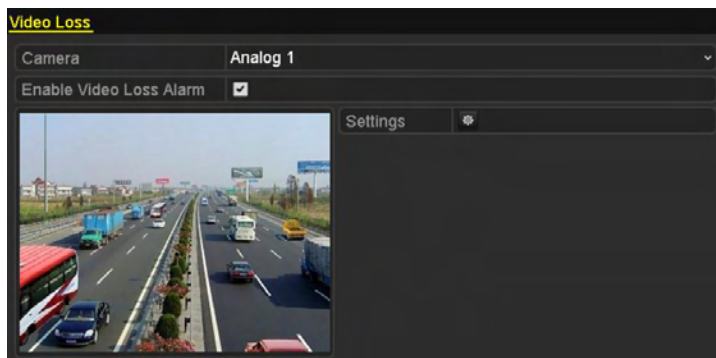 Video Loss
Camera Analog 1
Enable Video Loss Alarm
Settings